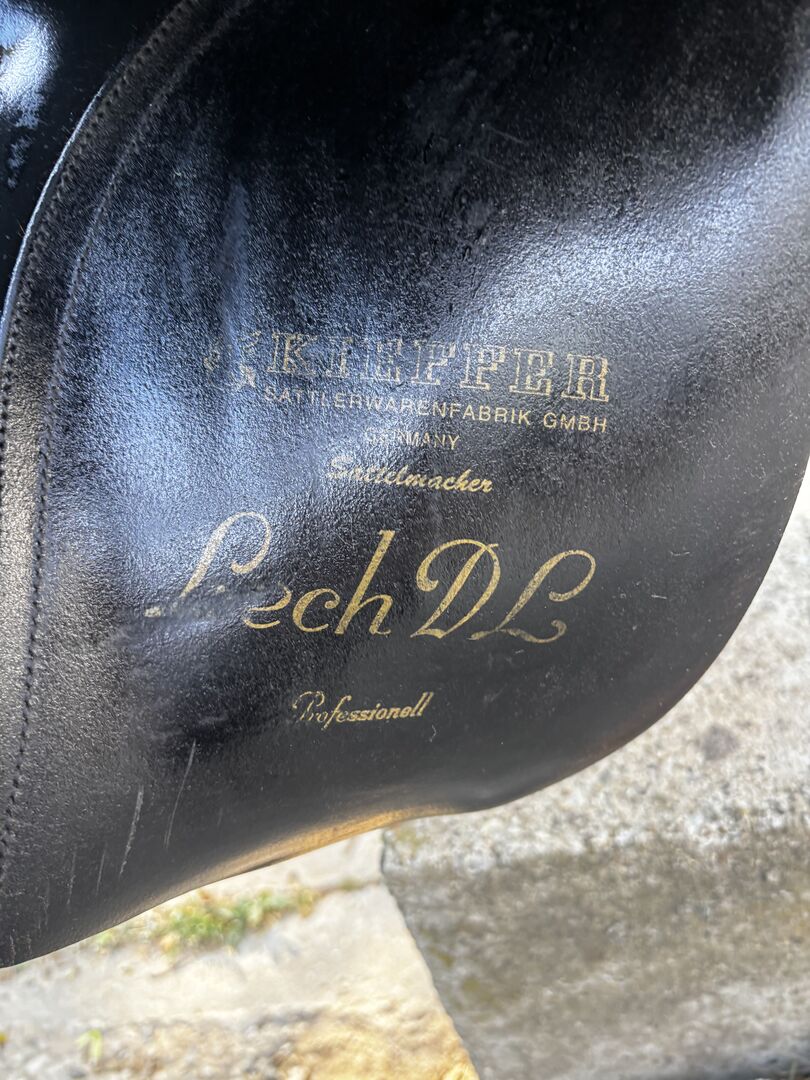 KIEFFER
SATTLERWARENFABRIK GMBH
GERMANY
Sattelmacher
Lech DL
Professionell